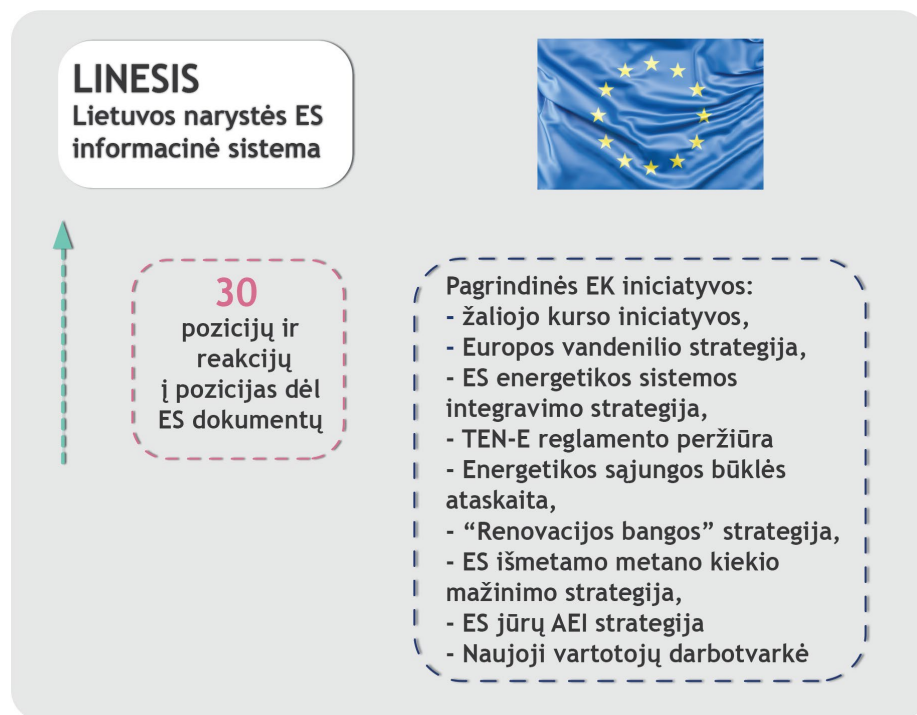 LINESIS
Lietuvos narystės ES
informacinė sistema
30
pozicijų ir
reakcijų
į pozicijas dėl
ES dokumentų
Pagrindinės EK iniciatyvos:
- žaliojo kurso iniciatyvos,
- Europos vandenilio strategija,
- ES energetikos sistemos
integravimo strategija,
- TEN-E reglamento peržiūra
- Energetikos sąjungos būklės
ataskaita,
- “Renovacijos bangos” strategija,
- ES išmetamo metano kiekio
mažinimo strategija,
- ES jūrų AEI strategija
- Naujoji vartotojų darbotvarkė